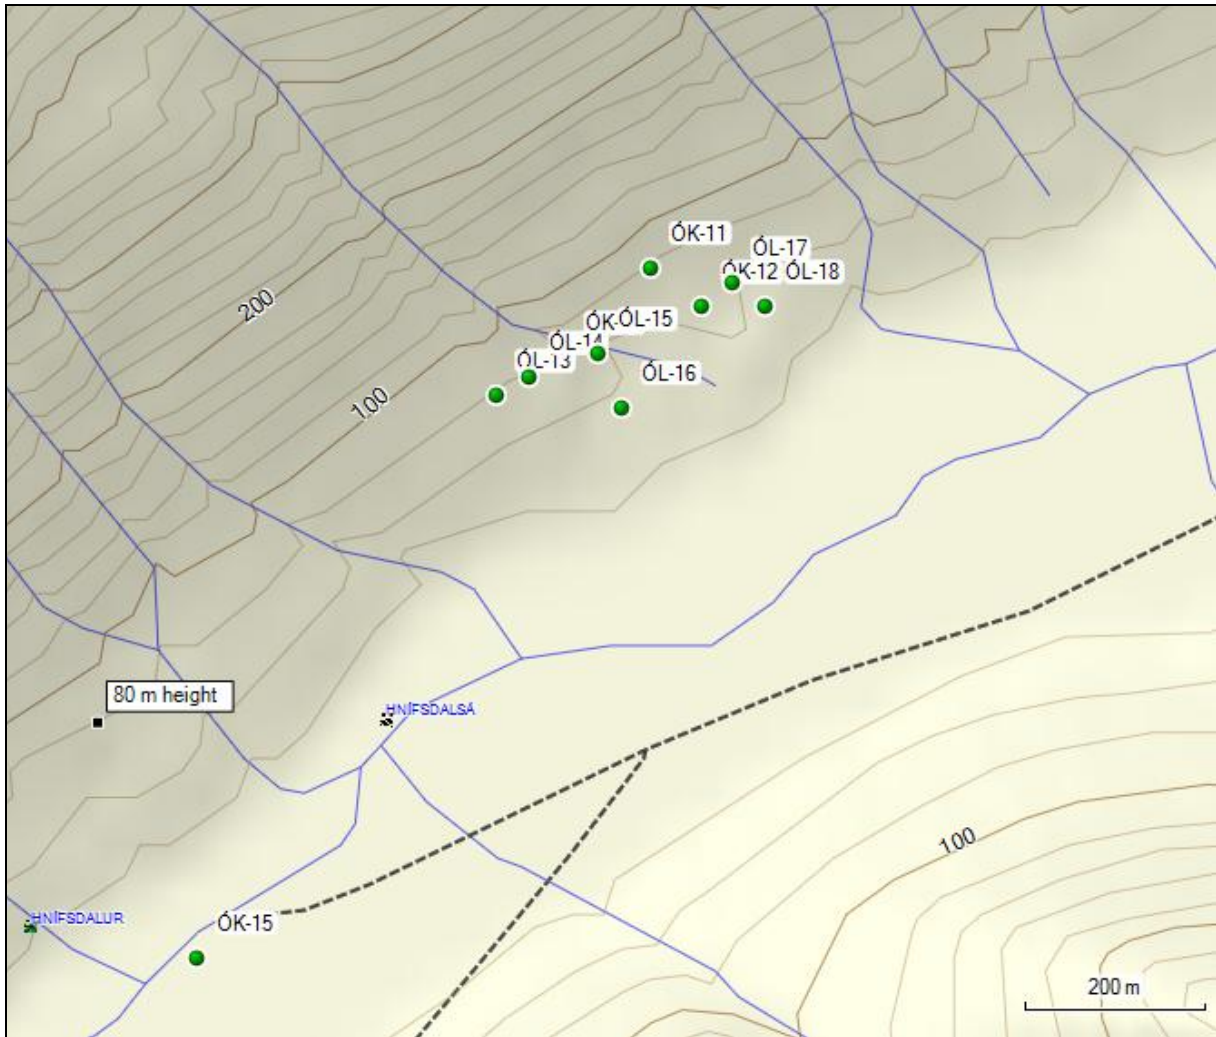 ÓK-11
ÓL-17
ÓK-12
ÓL-18
200
ÓK-
ÓL-15
ÓL-14
ÓL-13
ÓL-16
100
80 m height
HNÍFSDALSÁ
100
HNÍFSDALUR
ÓK-15
200 m